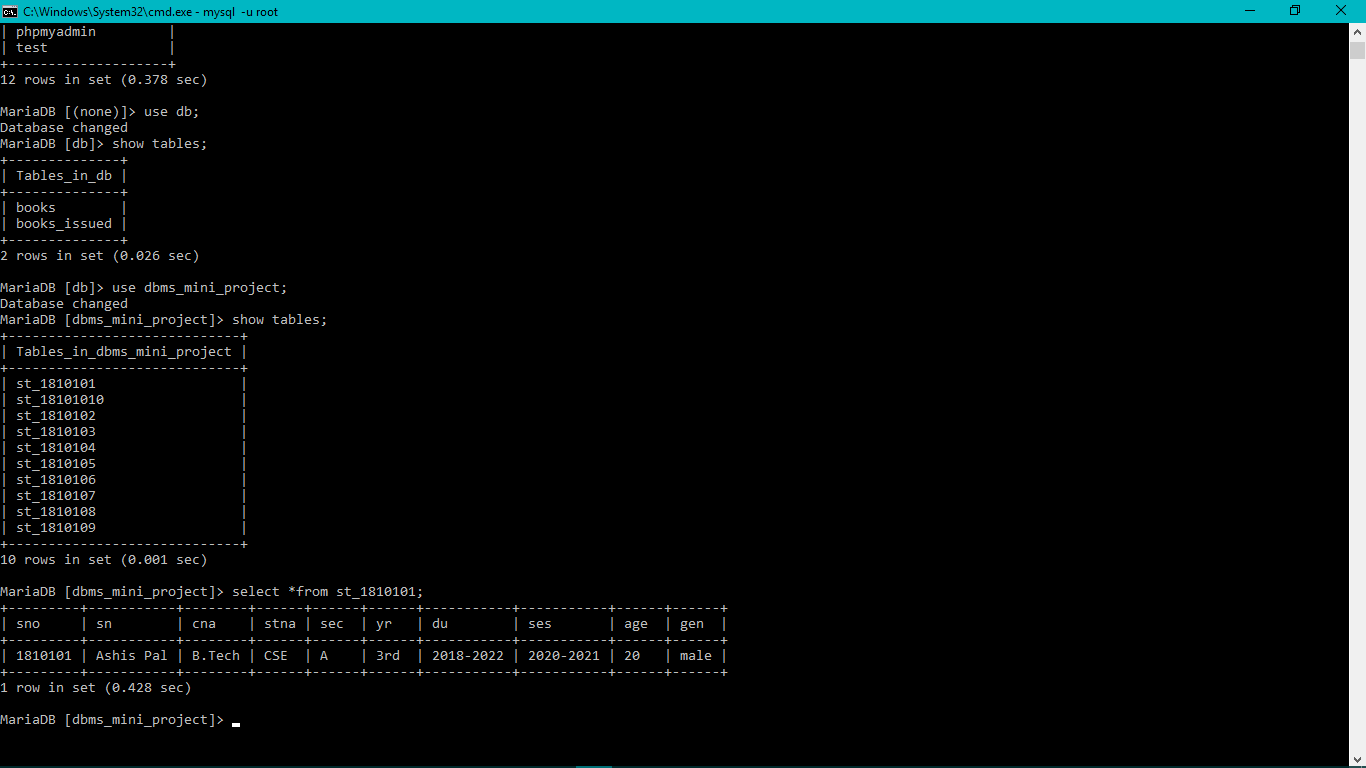 C:\Windows\System32\cmd.exe - mysql  -u root
| phpmyadmin         |
| test               |
+--------------------+
12 rows in set (0.378 sec)

MariaDB [(none)]> use db;
Database changed
MariaDB [db]> show tables;
+--------------+
| Tables_in_db |
+--------------+
| books        |
| books_issued |
+--------------+
2 rows in set (0.026 sec)

MariaDB [db]> use dbms_mini_project;
Database changed
MariaDB [dbms_mini_project]> show tables;
+-----------------------------+
| Tables_in_dbms_mini_project |
+-----------------------------+
| st_1810101                  |
| st_18101010                 |
| st_1810102                  |
| st_1810103                  |
| st_1810104                  |
| st_1810105                  |
| st_1810106                  |
| st_1810107                  |
| st_1810108                  |
| st_1810109                  |
+-----------------------------+
10 rows in set (0.001 sec)

MariaDB [dbms_mini_project]> select *from st_1810101;
+---------+-----------+--------+------+------+------+-----------+-----------+------+------+
| sno     | sn        | cna    | stna | sec  | yr   | du        | ses       | age  | gen  |
+---------+-----------+--------+------+------+------+-----------+-----------+------+------+
| 1810101 | Ashis Pal | B.Tech | CSE  | A    | 3rd  | 2018-2022 | 2020-2021 | 20   | male |
+---------+-----------+--------+------+------+------+-----------+-----------+------+------+
1 row in set (0.428 sec)

MariaDB [dbms_mini_project]>